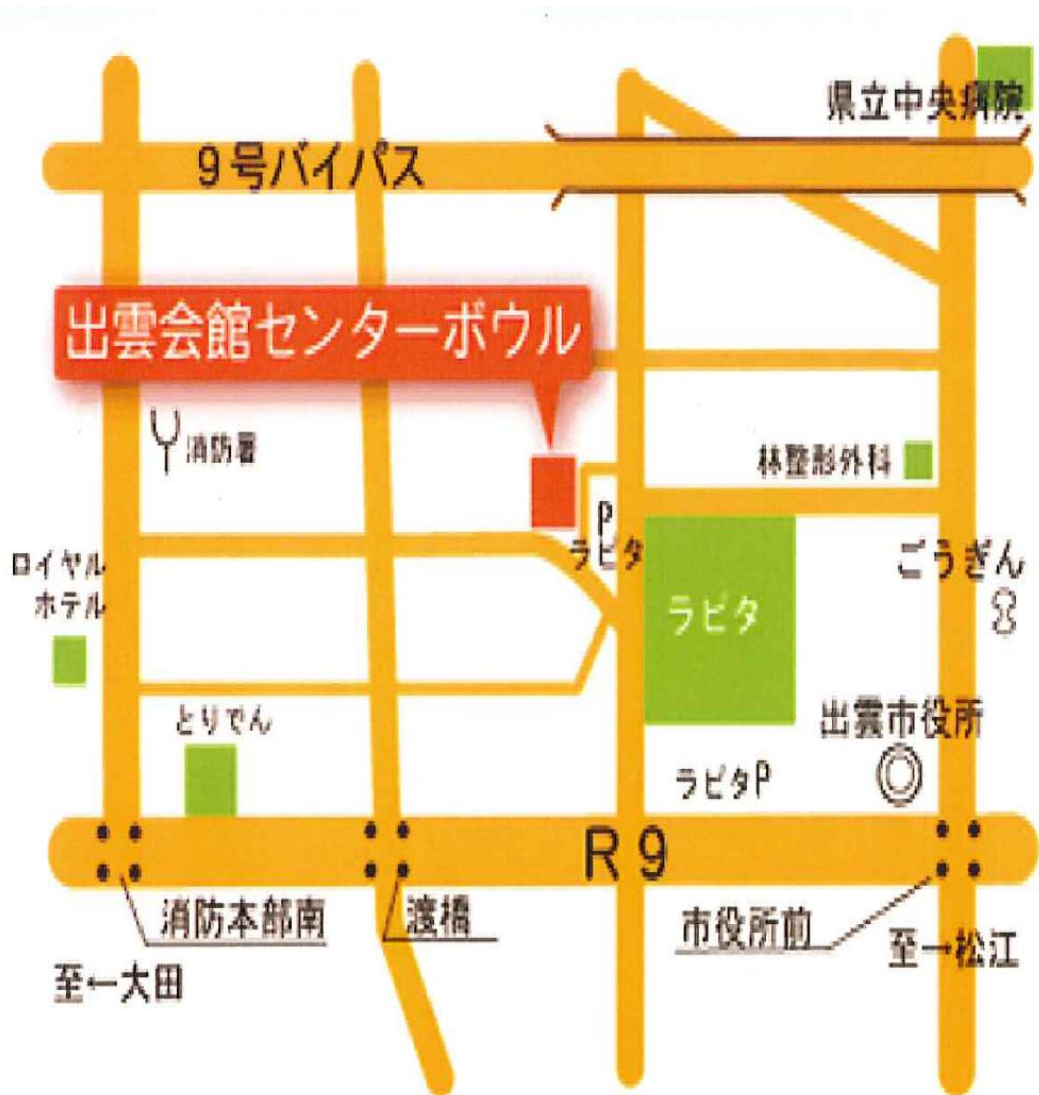 県立中央病院
9号バイパス
出雲会館センターボウル
消防署
林整形外科
P
ラピタ
ごうぎん
ロイヤル
ホテル
ラピタ
とりでん
出雲市役所
ラピタP
R9
消防本部南
渡橋
市役所前
至←大田
至→松江